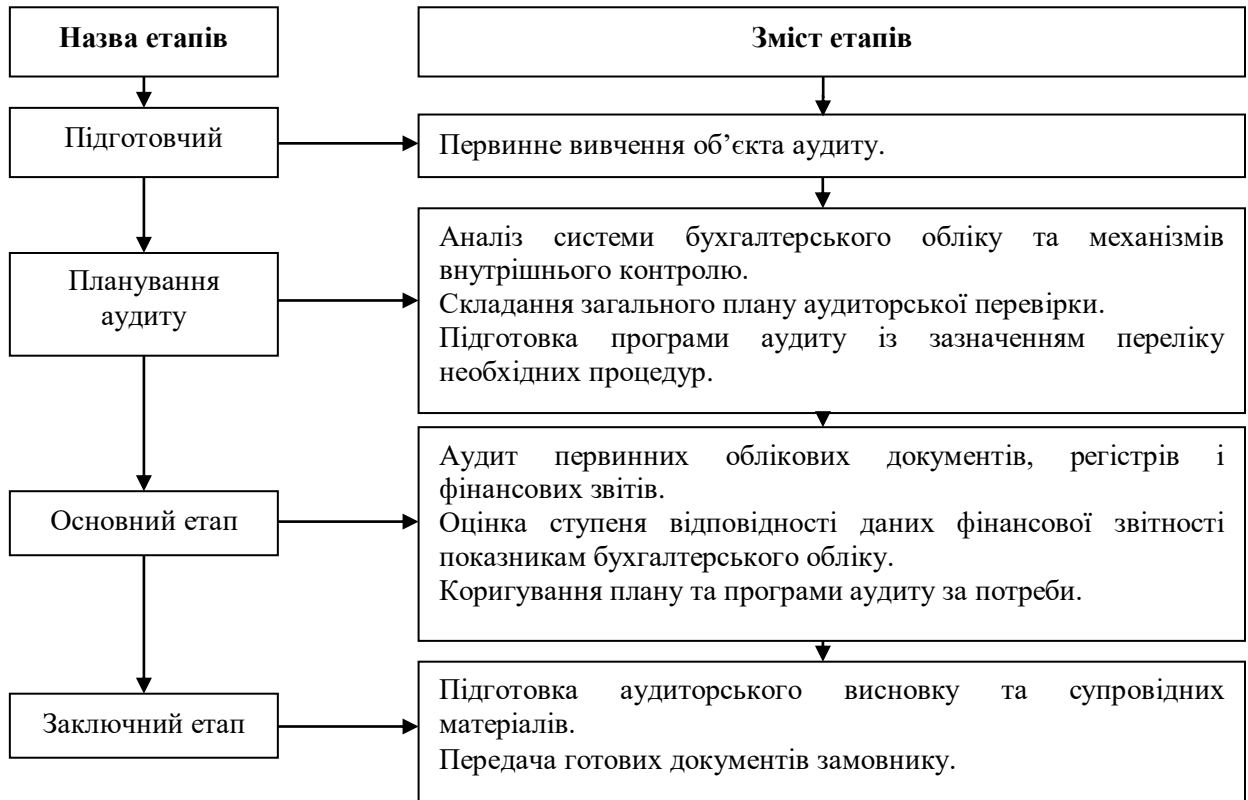 Назва етапів
Зміст етапів
Підготовчий
Первинне вивчення об’єкта аудиту.
Планування
аудиту
Аналіз системи бухгалтерського обліку та механізмів
внутрішнього контролю.
Складання загального плану аудиторської перевірки.
Підготовка програми аудиту із зазначенням переліку
необхідних процедур.
Основний етап
Аудит первинних облікових документів, регістрів і
фінансових звітів.
Оцінка ступеня відповідності даних фінансової звітності
показникам бухгалтерського обліку.
Коригування плану та програми аудиту за потреби.
Заключний етап
Підготовка аудиторського висновку та супровідних
матеріалів.
Передача готових документів замовнику.